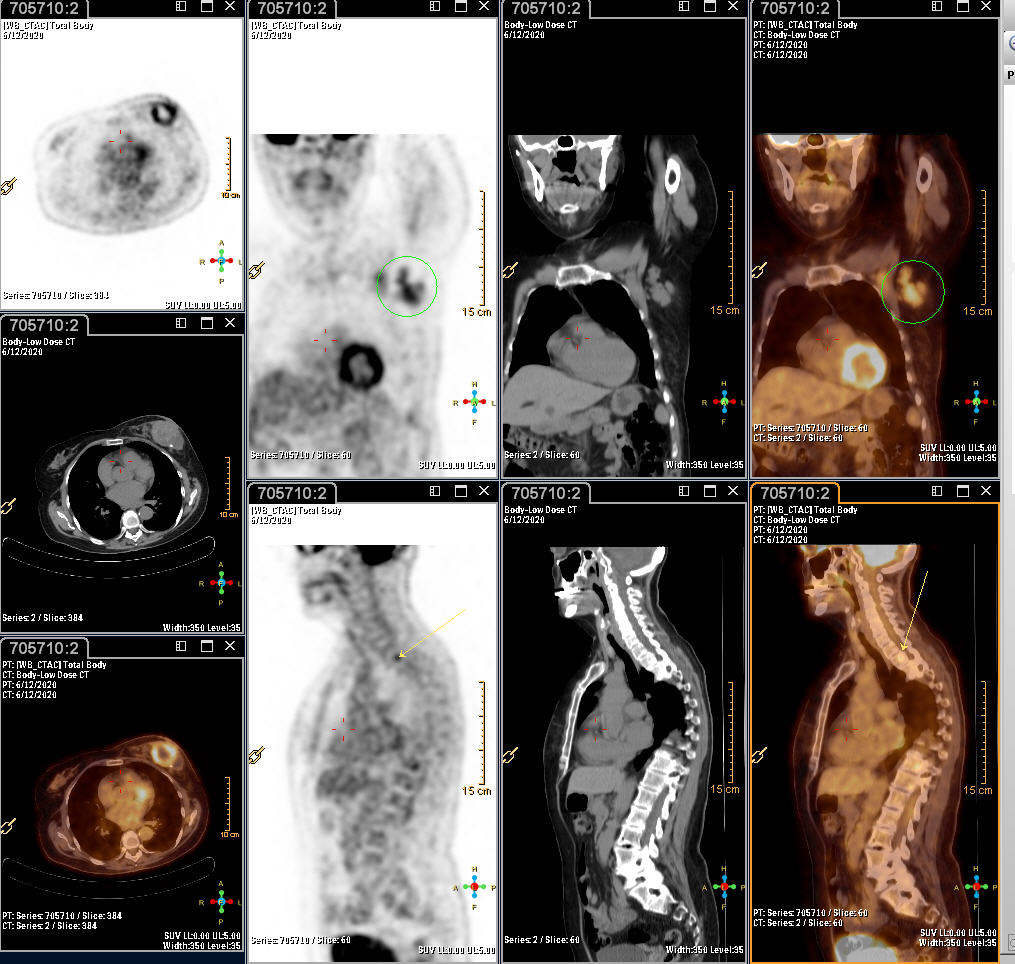 705710:2
[WB_CTAC] Total Body
6/12/2020
10 cm
A
R L
P
Series: 705710 / Slice: 384
SUV LL:0.00 UL:5.00
705710:2
[WB_CTAC] Total Body
6/12/2020
15 cm
H
R A L
F
Series: 705710 / Slice: 60
SUV LL:0.00 UL:5.00
705710:2
Body-Low Dose CT
6/12/2020
15 cm
H
R A L
F
Series: 2 / Slice: 60
Width:350 Level:35
705710:2
PT: [WB_CTAC] Total Body
CT: Body-Low Dose CT
PT: 6/12/2020
CT: 6/12/2020
15 cm
H
R A L
F
PT: Series: 705710 / Slice: 60
CT: Series: 2 / Slice: 60
SUV LL:0.00 UL:5.00
Width:350 Level:35
P
705710:2
Body-Low Dose CT
6/12/2020
10 cm
A
R F L
P
Series: 2 / Slice: 384
Width:350 Level:35
705710:2
PT: [WB_CTAC] Total Body
CT: Body-Low Dose CT
PT: 6/12/2020
CT: 6/12/2020
10 cm
A
R F L
P
PT: Series: 705710 / Slice: 384
CT: Series: 2 / Slice: 384
SUV LL:0.00 UL:5.00
Width:350 Level:35
705710:2
[WB_CTAC] Total Body
6/12/2020
15 cm
H
A P
F
Series: 705710 / Slice: 60
SUV LL:0.00 UL:5.00
705710:2
Body-Low Dose CT
6/12/2020
15 cm
H
A P
F
Series: 2 / Slice: 60
Width:350 Level:35
705710:2
PT: [WB_CTAC] Total Body
CT: Body-Low Dose CT
PT: 6/12/2020
CT: 6/12/2020
15 cm
H
A P
F
PT: Series: 705710 / Slice: 60
CT: Series: 2 / Slice: 60
SUV LL:0.00 UL:5.00
Width:350 Level:35